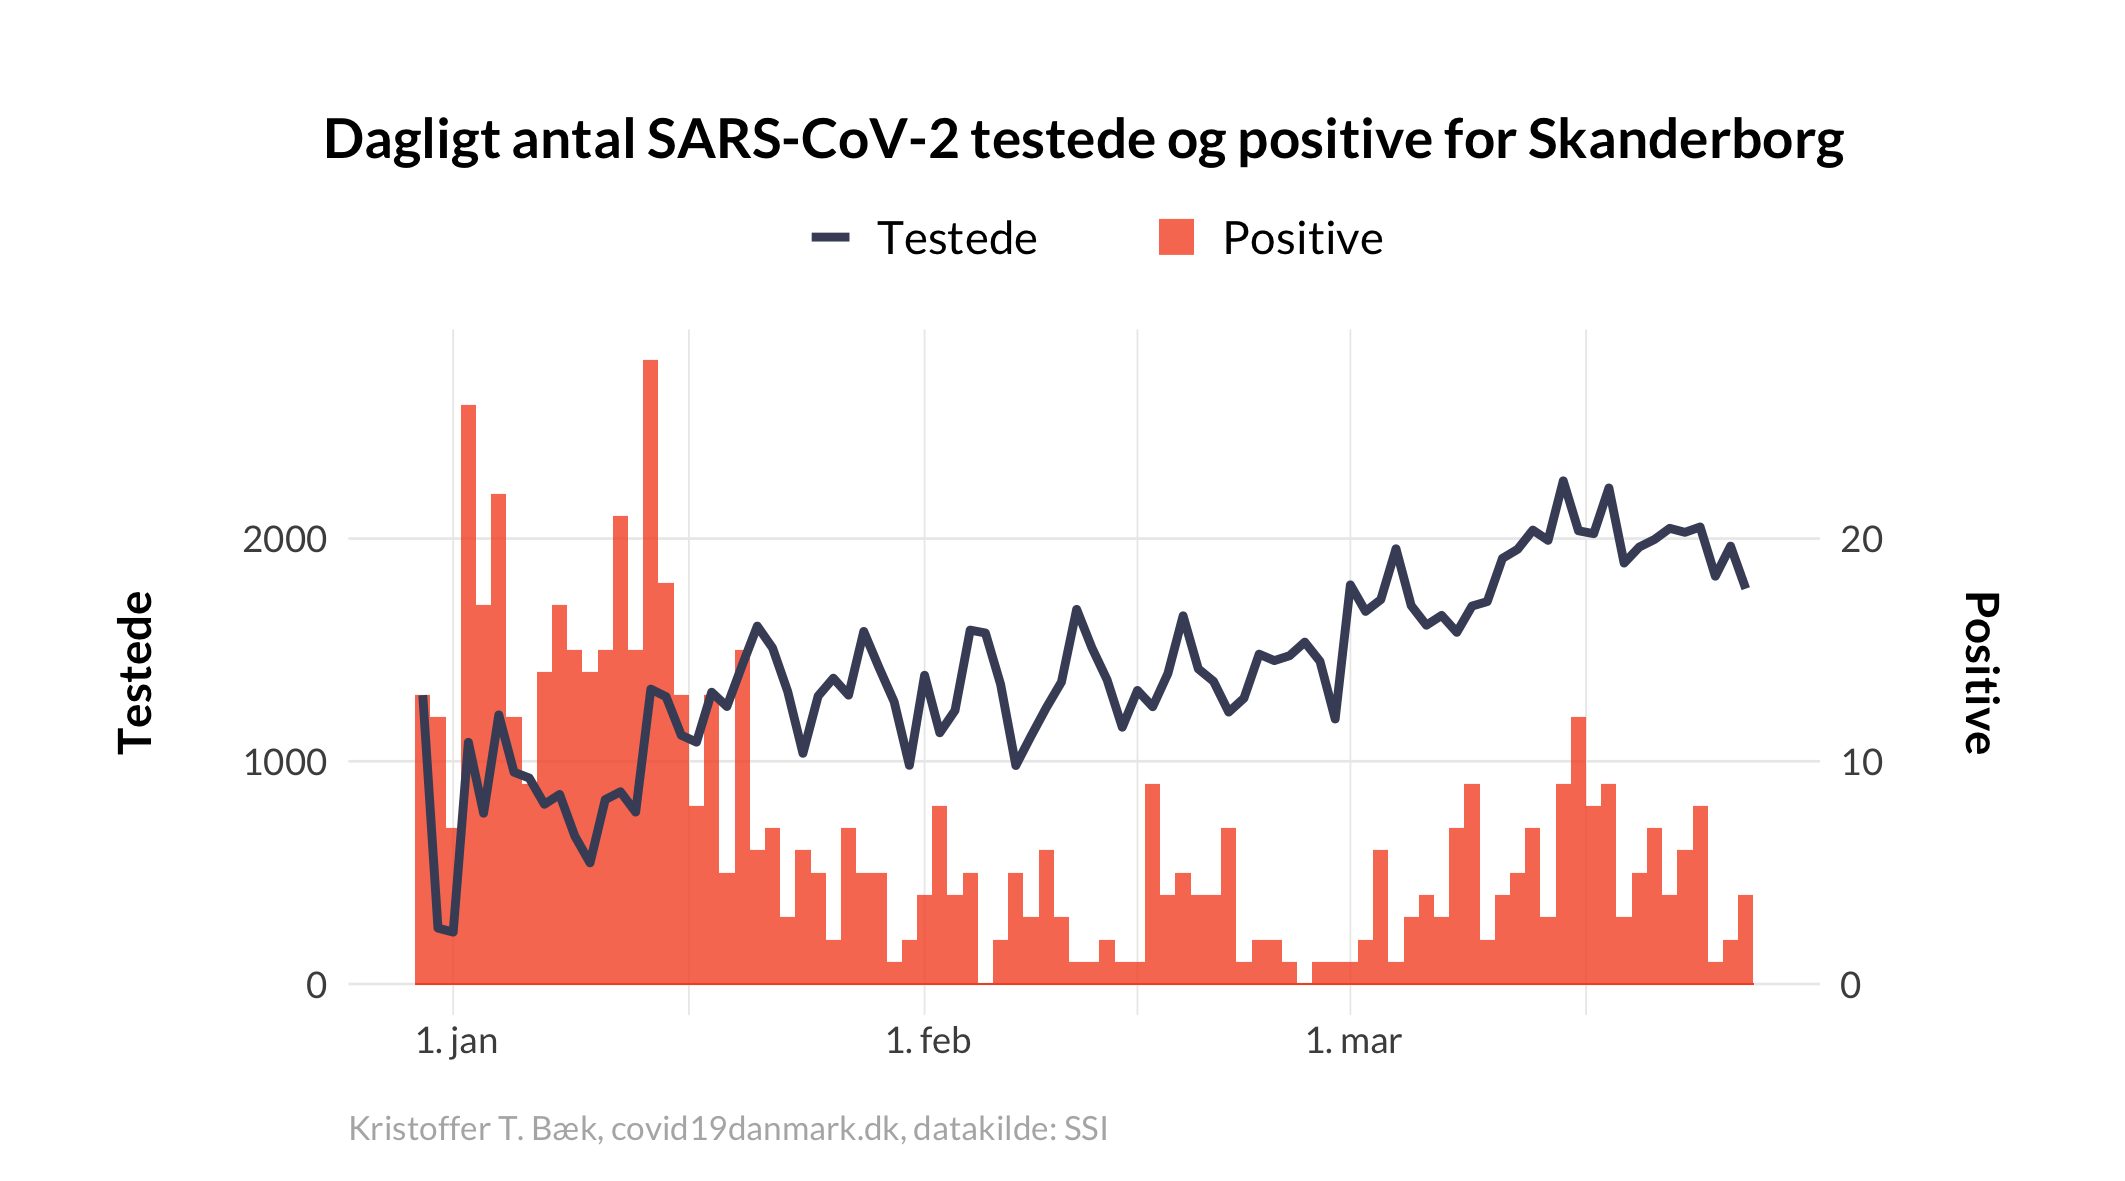 Dagligt antal SARS-CoV-2 testede og positive for Skanderborg
Testede
Positive
Testede
Positive
2000
1000
0
20
10
0
1. jan
1. feb
1. mar
Kristoffer T. Bæk, covid19danmark.dk, datakilde: SSI